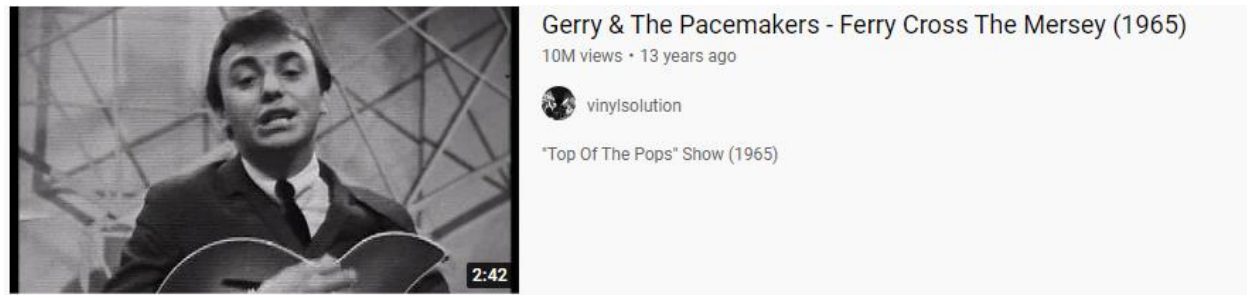 Gerry & The Pacemakers - Ferry Cross The Mersey (1965)
10M views • 13 years ago
vinylsolution
"Top Of The Pops" Show (1965)
2:42